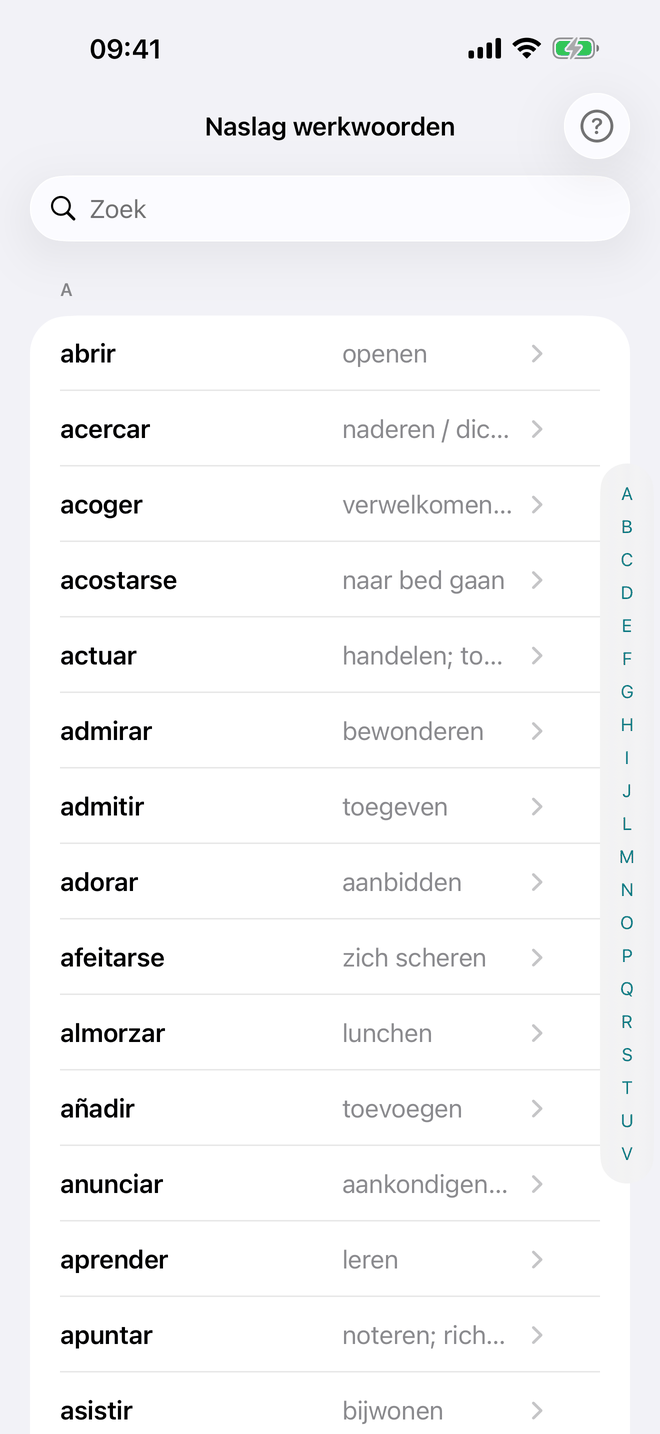 09:41
Naslag werkwoorden
Zoek
A
abrir openen
acercar naderen / dic...
acoger verwelkomen...
acostarse naar bed gaan
actuar handelen; to...
admirar bewonderen
admitir toegeven
adorar aanbidden
afeitarse zich scheren
almorzar lunchen
añadir toevoegen
anunciar aankondigen...
aprender leren
apuntar noteren; rich...
asistir bijwonen
A
B
C
D
E
F
G
H
I
J
L
M
N
O
P
Q
R
S
T
U
V